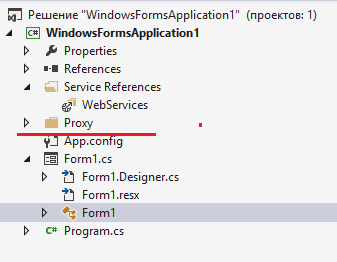 Решение "WindowsFormsApplication1" (проектов: 1)
C# WindowsFormsApplication1
Properties
References
Service References
WebServices
Proxy
App.config
Form1.cs
Form1.Designer.cs
Form1.resx
Form1
C# Program.cs